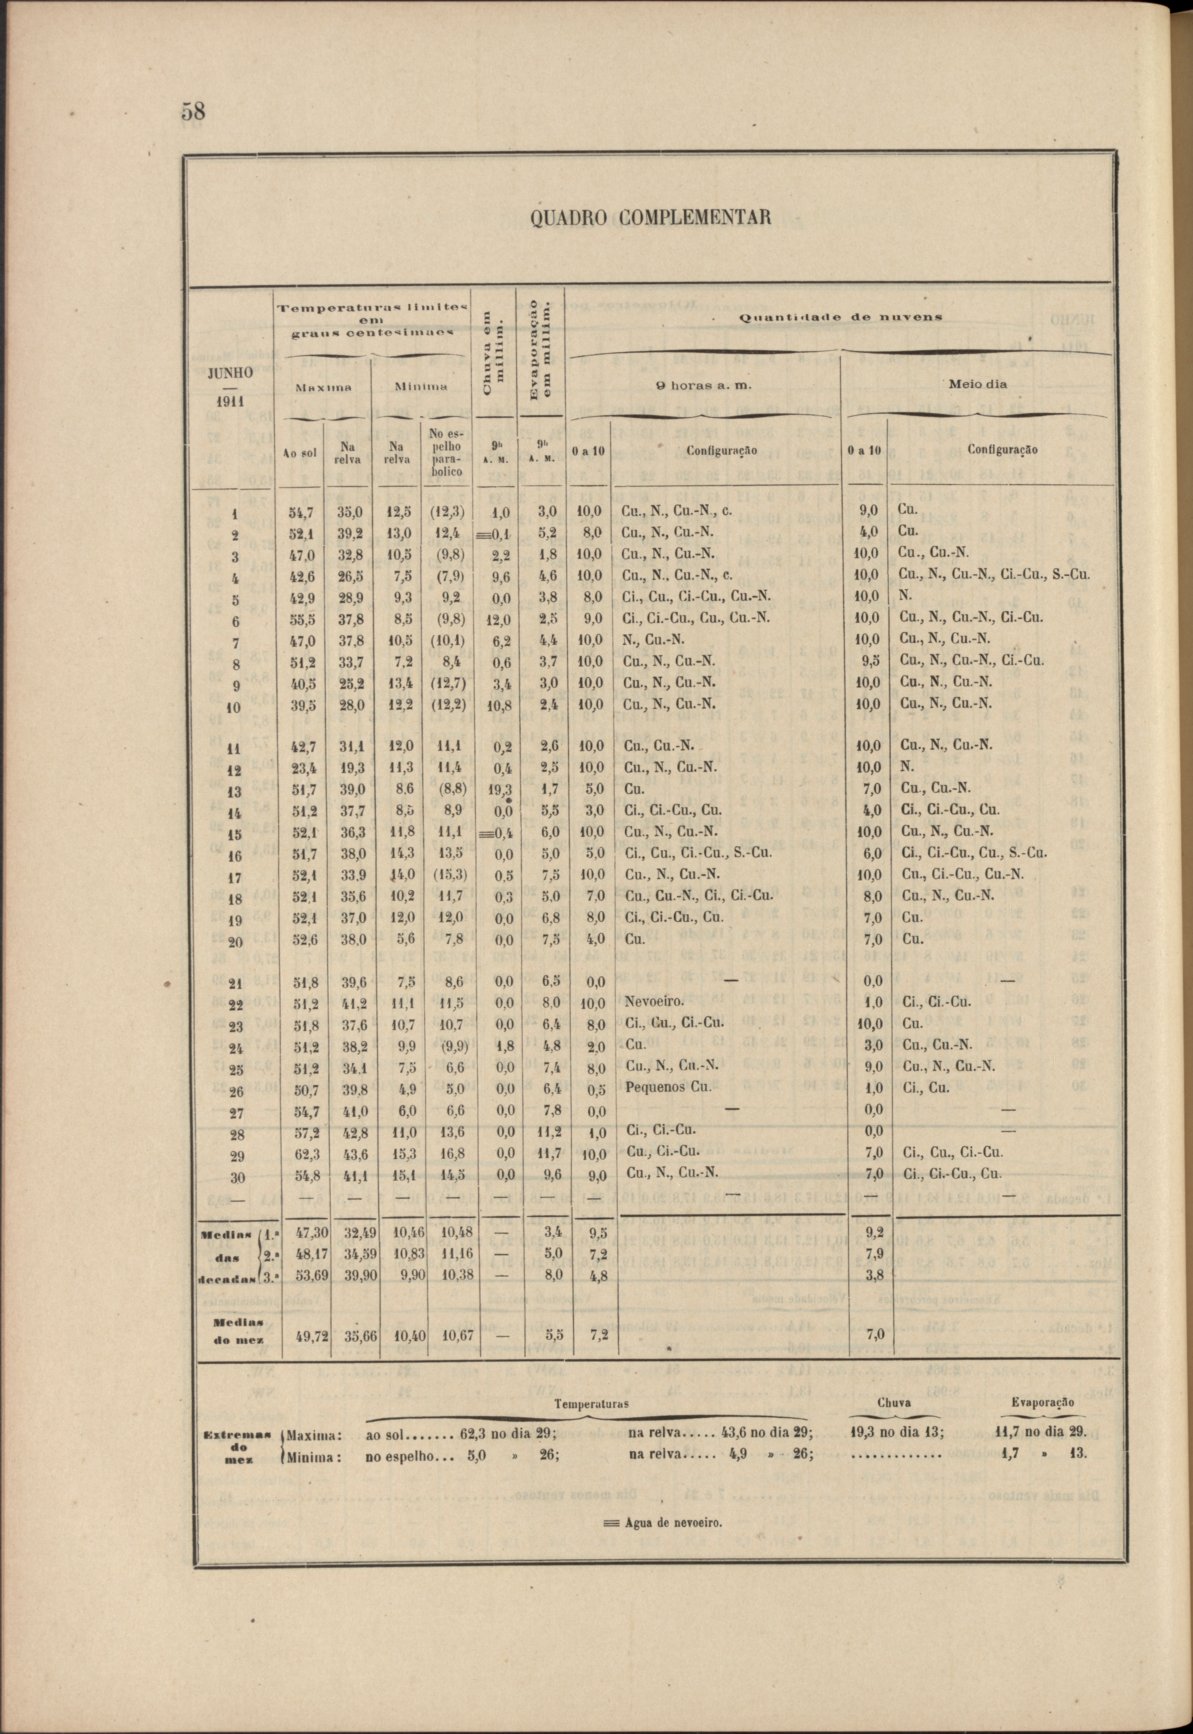 58
QUADRO COMPLEMENTAR
JUNHO
—
1911
Temperaturas limites
em
graus centesimaes
Maxima
Minima
Chuva em
millim.
Evaporação
em millim.
Quantidade de nuvens
9 horas a. m.
Meio dia
Ao sol
Na
relva
Na
relva
No es-
pelho
para-
bolico
9h
A. M.
9h
A. M.
0 a 10
Configuração
0 a 10
Configuração
1 54,7 35,0 12,5 (12,3) 1,0 3,0 10,0 Cu., N., Cu.-N., c. 9,0 Cu.
2 52,1 39,2 13,0 12,4 ≡0,1 5,2 8,0 Cu., N., Cu.-N. 4,0 Cu.
3 47,0 32,8 10,5 (9,8) 2,2 1,8 10,0 Cu., N., Cu.-N. 10,0 Cu., Cu.-N.
4 42,6 26,5 7,5 (7,9) 9,6 4,6 10,0 Cu., N., Cu.-N., c. 10,0 Cu., N., Cu.-N., Ci.-Cu., S.-Cu.
5 42,9 28,9 9,3 9,2 0,0 3,8 8,0 Ci., Cu., Ci.-Cu., Cu.-N. 10,0 N.
6 55,5 37,8 8,5 (9,8) 12,0 2,5 9,0 Ci., Ci.-Cu., Cu., Cu.-N. 10,0 Cu., N., Cu.-N., Ci.-Cu.
7 47,0 37,8 10,5 (10,1) 6,2 4,4 10,0 N., Cu.-N. 10,0 Cu., N., Cu.-N.
8 51,2 33,7 7,2 8,4 0,6 3,7 10,0 Cu., N., Cu.-N. 9,5 Cu., N., Cu.-N., Ci.-Cu.
9 40,5 25,2 13,4 (12,7) 3,4 3,0 10,0 Cu., N., Cu.-N. 10,0 Cu., N., Cu.-N.
10 39,5 28,0 12,2 (12,2) 10,8 2,4 10,0 Cu., N., Cu.-N. 10,0 Cu., N., Cu.-N.
11 42,7 31,1 12,0 11,1 0,2 2,6 10,0 Cu., Cu.-N. 10,0 Cu., N., Cu.-N.
12 23,4 19,3 11,3 11,4 0,4 2,5 10,0 Cu., N., Cu.-N. 10,0 N.
13 51,7 39,0 8,6 (8,8) 19,3 1,7 5,0 Cu. 7,0 Cu., Cu.-N.
14 51,2 37,7 8,5 8,9 0,0 5,5 3,0 Ci., Ci.-Cu., Cu. 4,0 Ci., Ci.-Cu., Cu.
15 52,1 36,3 11,8 11,1 ≡0,4 6,0 10,0 Cu., N., Cu.-N. 10,0 Cu., N., Cu.-N.
16 51,7 38,0 14,3 13,5 0,0 5,0 5,0 Ci., Cu., Ci.-Cu., S.-Cu. 6,0 Ci., Ci.-Cu., Cu., S.-Cu.
17 52,1 33,9 14,0 (15,3) 0,5 7,5 10,0 Cu., N., Cu.-N. 10,0 Cu., Ci.-Cu., Cu.-N.
18 52,1 35,6 10,2 11,7 0,3 5,0 7,0 Cu., Cu.-N., Ci., Ci.-Cu. 8,0 Cu., N., Cu.-N.
19 52,1 37,0 12,0 12,0 0,0 6,8 8,0 Ci., Ci.-Cu., Cu. 7,0 Cu.
20 52,6 38,0 5,6 7,8 0,0 7,5 4,0 Cu. 7,0 Cu.
21 51,8 39,6 7,5 8,6 0,0 6,5 0,0 — 0,0 —
22 51,2 41,2 11,1 11,5 0,0 8,0 10,0 Nevoeiro. 1,0 Ci., Ci.-Cu.
23 51,8 37,6 10,7 10,7 0,0 6,4 8,0 Ci., Cu., Ci.-Cu. 10,0 Cu.
24 51,2 38,2 9,9 (9,9) 1,8 4,8 2,0 Cu. 3,0 Cu., Cu.-N.
25 51,2 34,1 7,5 6,6 0,0 7,4 8,0 Cu., N., Cu.-N. 9,0 Cu., N., Cu.-N.
26 50,7 39,8 4,9 5,0 0,0 6,4 0,5 Pequenos Cu. 1,0 Ci., Cu.
27 54,7 41,0 6,0 6,6 0,0 7,8 0,0 — 0,0 —
28 57,2 42,8 11,0 13,6 0,0 11,2 1,0 Ci., Ci.-Cu. 0,0 —
29 62,3 43,6 15,3 16,8 0,0 11,7 10,0 Cu., Ci.-Cu. 7,0 Ci., Cu., Ci.-Cu.
30 54,8 41,1 15,1 14,5 0,0 9,6 9,0 Cu., N., Cu.-N. 7,0 Ci., Ci.-Cu., Cu.
— — — — — — — — — — —
Medias 1.ª 47,30 32,49 10,46 10,48 — 3,4 9,5 9,2
das 2.ª 48,17 34,59 10,83 11,16 — 5,0 7,2 7,9
decadas 3.ª 53,69 39,90 9,90 10,38 — 8,0 4,8 3,8
Medias
do mez 49,72 35,66 10,40 10,67 — 5,5 7,2 7,0
Temperaturas Chuva Evaporação
Extremas
do
mez
Maxima: ao sol....... 62,3 no dia 29; na relva..... 43,6 no dia 29; 19,3 no dia 13; 11,7 no dia 29.
Minima: no espelho... 5,0 » 26; na relva..... 4,9 » 26; ............. 1,7 » 13.
≡ Agua de nevoeiro.